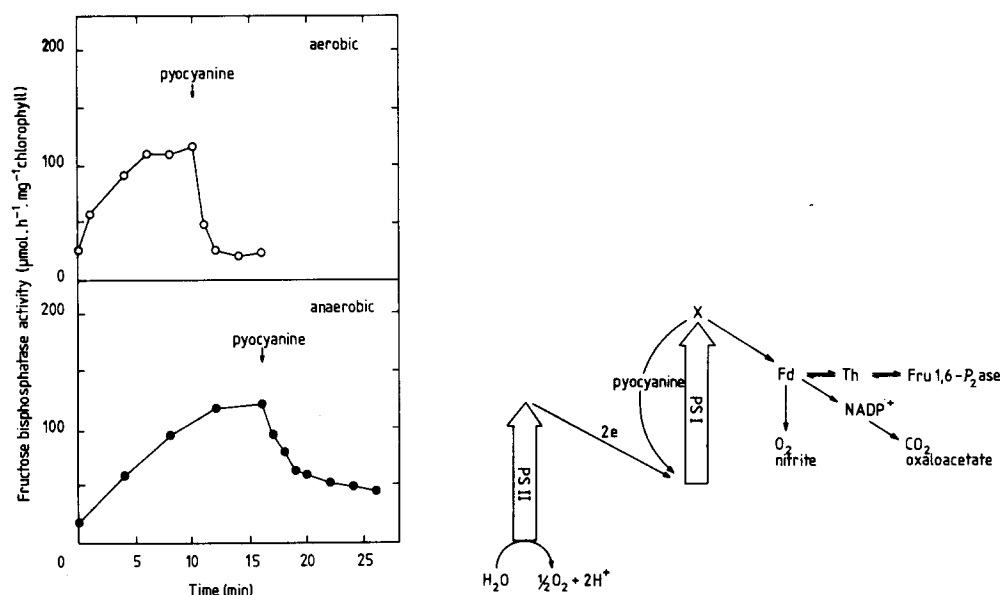 Fructose bisphosphatase activity (μmol. h⁻¹. mg⁻¹chlorophyll)
200
aerobic
pyocyanine
100
0
200
anaerobic
pyocyanine
100
0
0 5 10 15 20 25
Time (min)
X
pyocyanine
PS I
Fd
Th
Fru 1,6-P₂ase
NADP⁺
O₂
nitrite
CO₂
oxaloacetate
2e
PS II
H₂O
½O₂ + 2H⁺